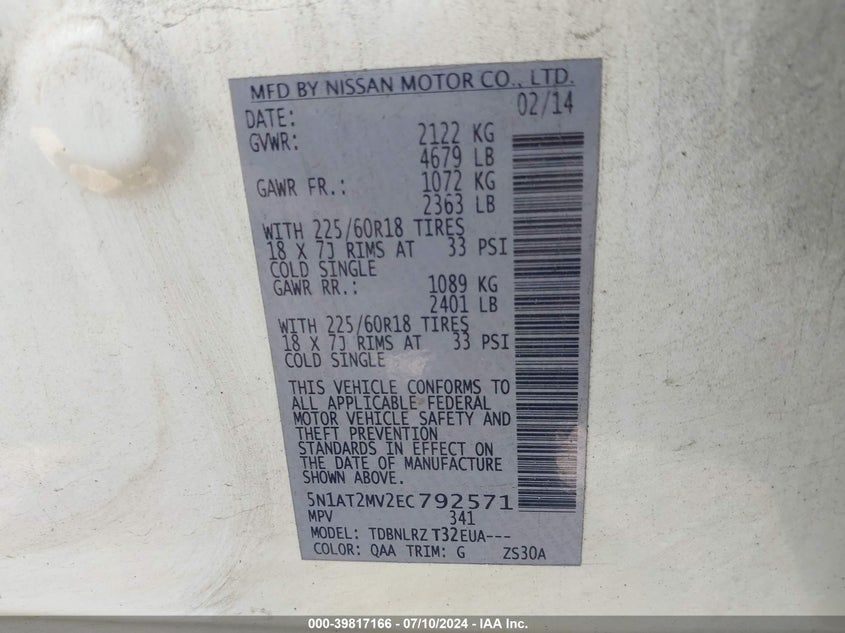 MFD BY NISSAN MOTOR CO., LTD.
DATE: 02/14
GVWR: 2122 KG
4679 LB
GAWR FR.: 1072 KG
2363 LB
WITH 225/60R18 TIRES
18 X 7J RIMS AT 33 PSI
COLD SINGLE
GAWR RR.: 1089 KG
2401 LB
WITH 225/60R18 TIRES
18 X 7J RIMS AT 33 PSI
COLD SINGLE
THIS VEHICLE CONFORMS TO
ALL APPLICABLE FEDERAL
MOTOR VEHICLE SAFETY AND
THEFT PREVENTION
STANDARDS IN EFFECT ON
THE DATE OF MANUFACTURE
SHOWN ABOVE.
5N1AT2MV2EC792571
MPV 341
MODEL: TDBNLRZ T32EUA---
COLOR: QAA TRIM: G ZS30A
000-39817166 - 07/10/2024 - IAA Inc.